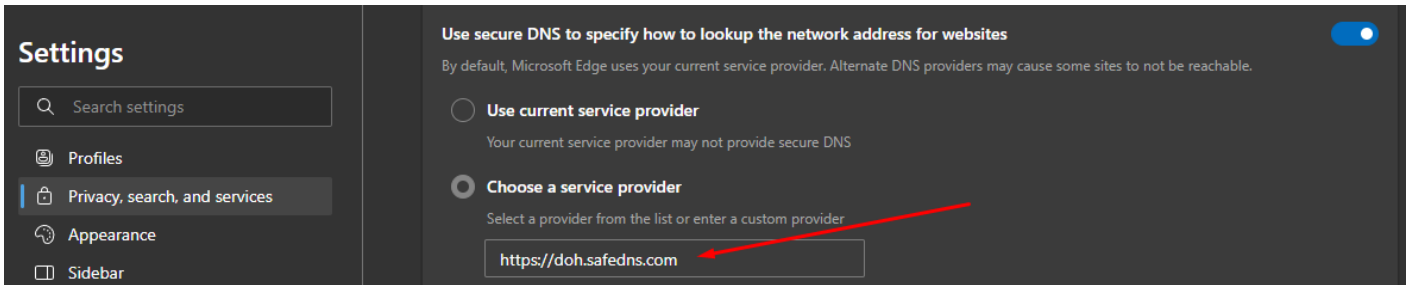 Settings
Search settings
Profiles
Privacy, search, and services
Appearance
Sidebar
Use secure DNS to specify how to lookup the network address for websites
By default, Microsoft Edge uses your current service provider. Alternate DNS providers may cause some sites to not be reachable.
Use current service provider
Your current service provider may not provide secure DNS
Choose a service provider
Select a provider from the list or enter a custom provider
https://doh.safedns.com